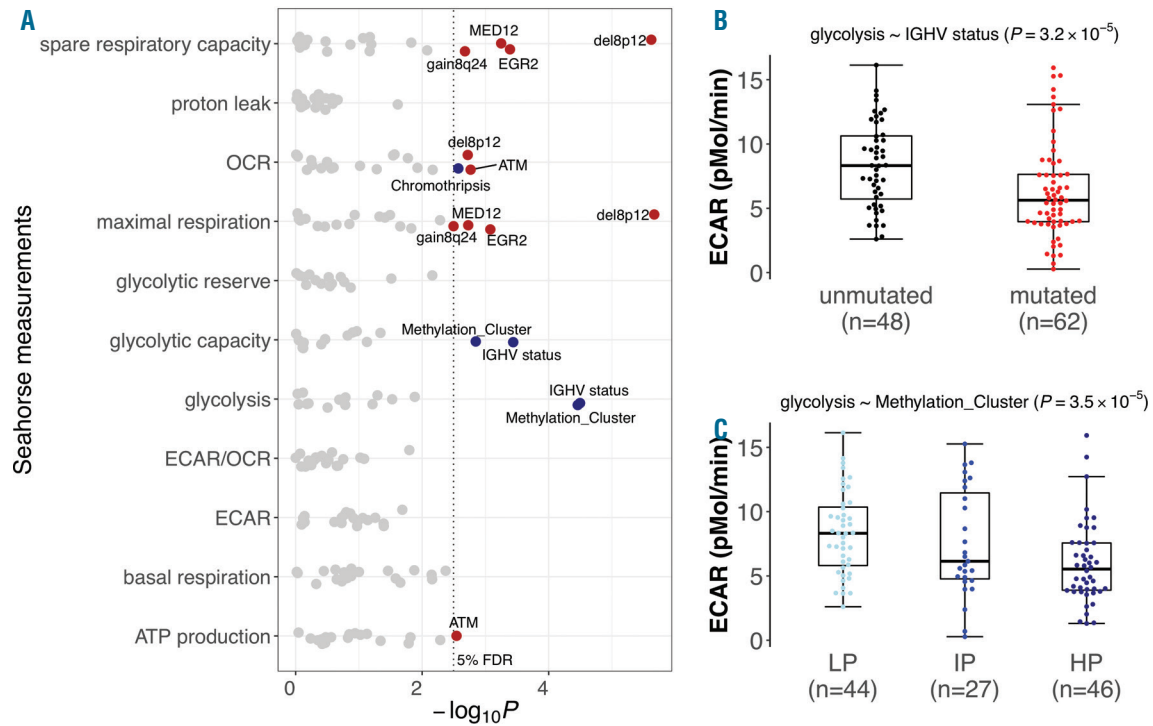 A
Seahorse measurements
spare respiratory capacity
MED12
del8p12
gain8q24
EGR2
proton leak
OCR
del8p12
ATM
Chromothripsis
maximal respiration
MED12
del8p12
gain8q24
EGR2
glycolytic reserve
glycolytic capacity
Methylation_Cluster
IGHV status
glycolysis
IGHV status
Methylation_Cluster
ECAR/OCR
ECAR
basal respiration
ATP production
ATM
5% FDR
0 2 4
−log10P
B
glycolysis ~ IGHV status (P = 3.2 × 10−5)
ECAR (pMol/min)
15
10
5
0
unmutated mutated
(n=48) (n=62)
C
glycolysis ~ Methylation_Cluster (P = 3.5 × 10−5)
ECAR (pMol/min)
15
10
5
0
LP IP HP
(n=44) (n=27) (n=46)